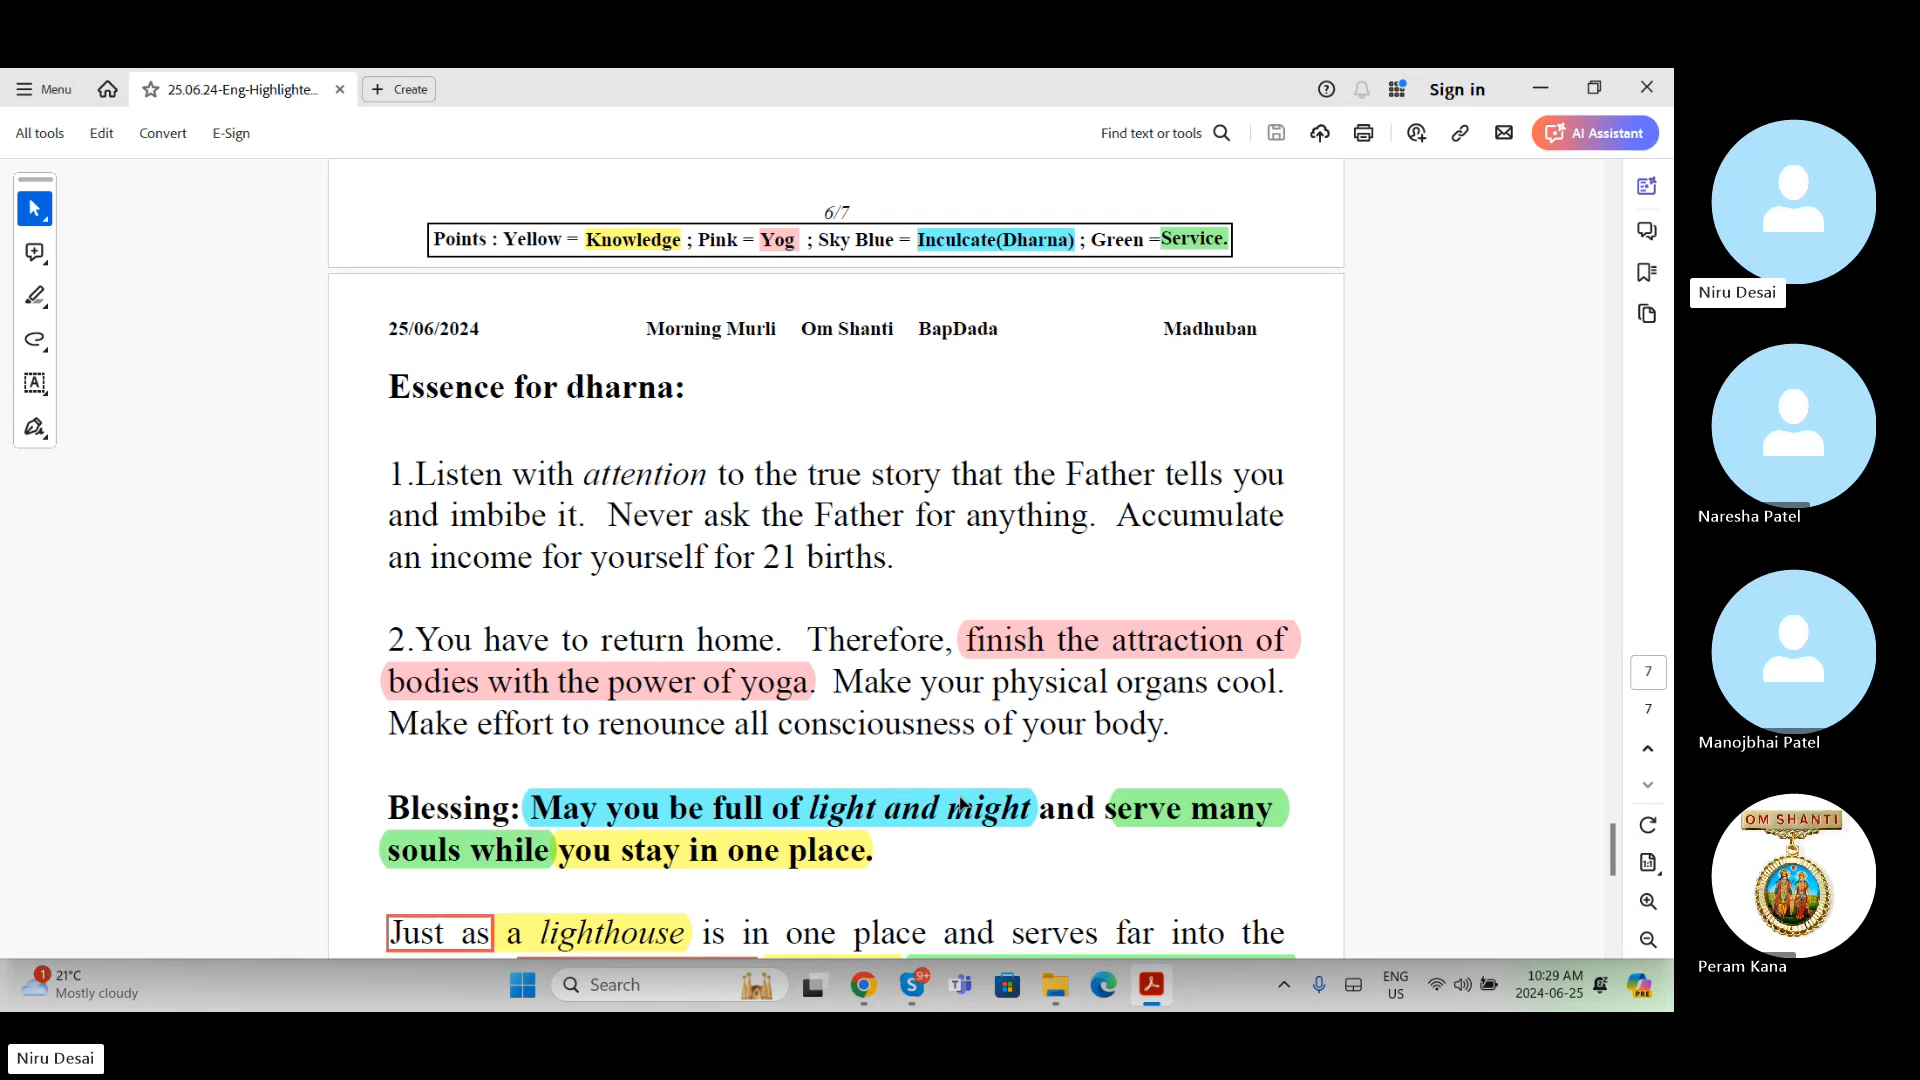 Menu
25.06.24-Eng-Highlighte...
Create
Sign in
All tools
Edit
Convert
E-Sign
Find text or tools
AI Assistant
6/7
Points : Yellow = Knowledge ; Pink = Yog ; Sky Blue = Inculcate(Dharna) ; Green =Service.
25/06/2024 Morning Murli Om Shanti BapDada Madhuban
Essence for dharna:
1.Listen with attention to the true story that the Father tells you
and imbibe it. Never ask the Father for anything. Accumulate
an income for yourself for 21 births.
2.You have to return home. Therefore, finish the attraction of
bodies with the power of yoga. Make your physical organs cool.
Make effort to renounce all consciousness of your body.
Blessing: May you be full of light and might and serve many
souls while you stay in one place.
Just as a lighthouse is in one place and serves far into the
7
7
Niru Desai
Naresha Patel
Manojbhai Patel
OM SHANTI
Peram Kana
1
21°C
Mostly cloudy
Search
9+
ENG
US
10:29 AM
2024-06-25
PRE
Niru Desai